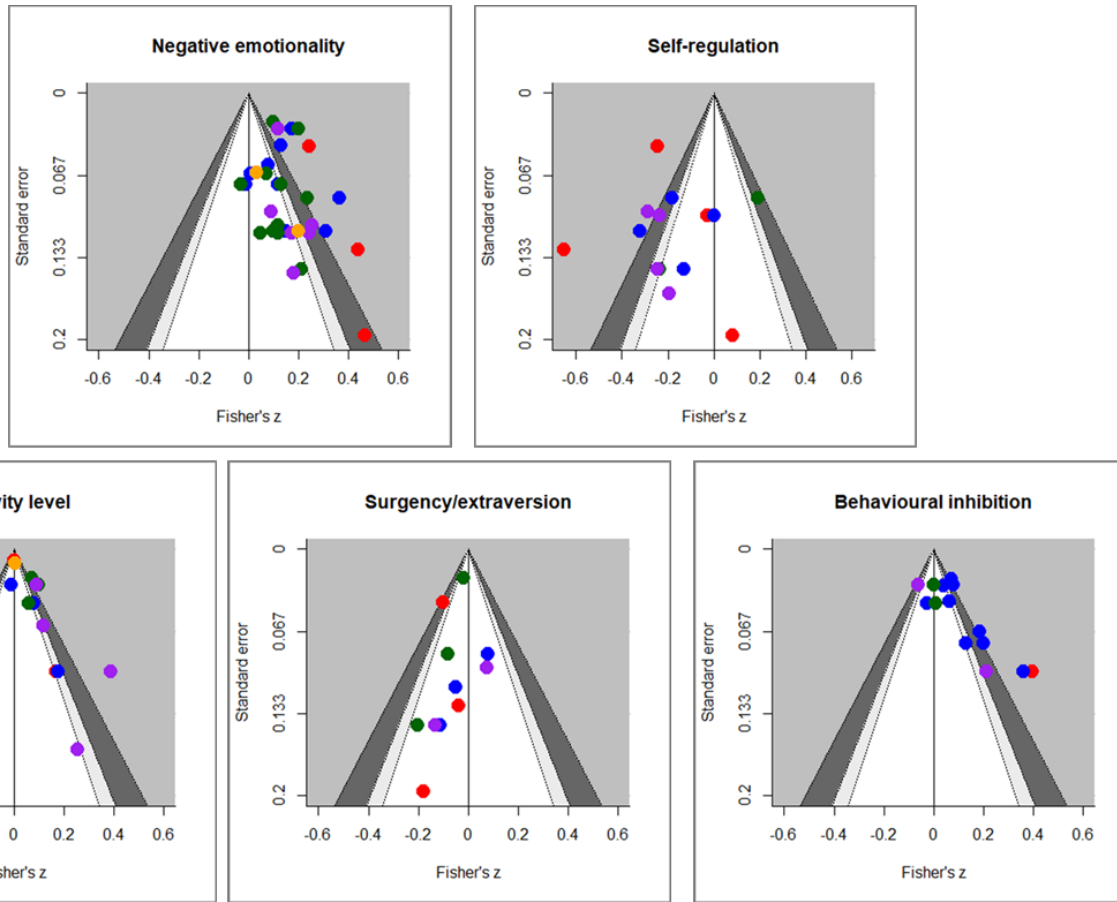 Negative emotionality
Standard error
0
0.067
0.133
0.2
-0.6 -0.4 -0.2 0 0.2 0.4 0.6
Fisher's z
Self-regulation
Standard error
0
0.067
0.133
0.2
-0.6 -0.4 -0.2 0 0.2 0.4 0.6
Fisher's z
vity level
0 0.2 0.4 0.6
sher's z
Surgency/extraversion
Standard error
0
0.067
0.133
0.2
-0.6 -0.4 -0.2 0 0.2 0.4 0.6
Fisher's z
Behavioural inhibition
Standard error
0
0.067
0.133
0.2
-0.6 -0.4 -0.2 0 0.2 0.4 0.6
Fisher's z